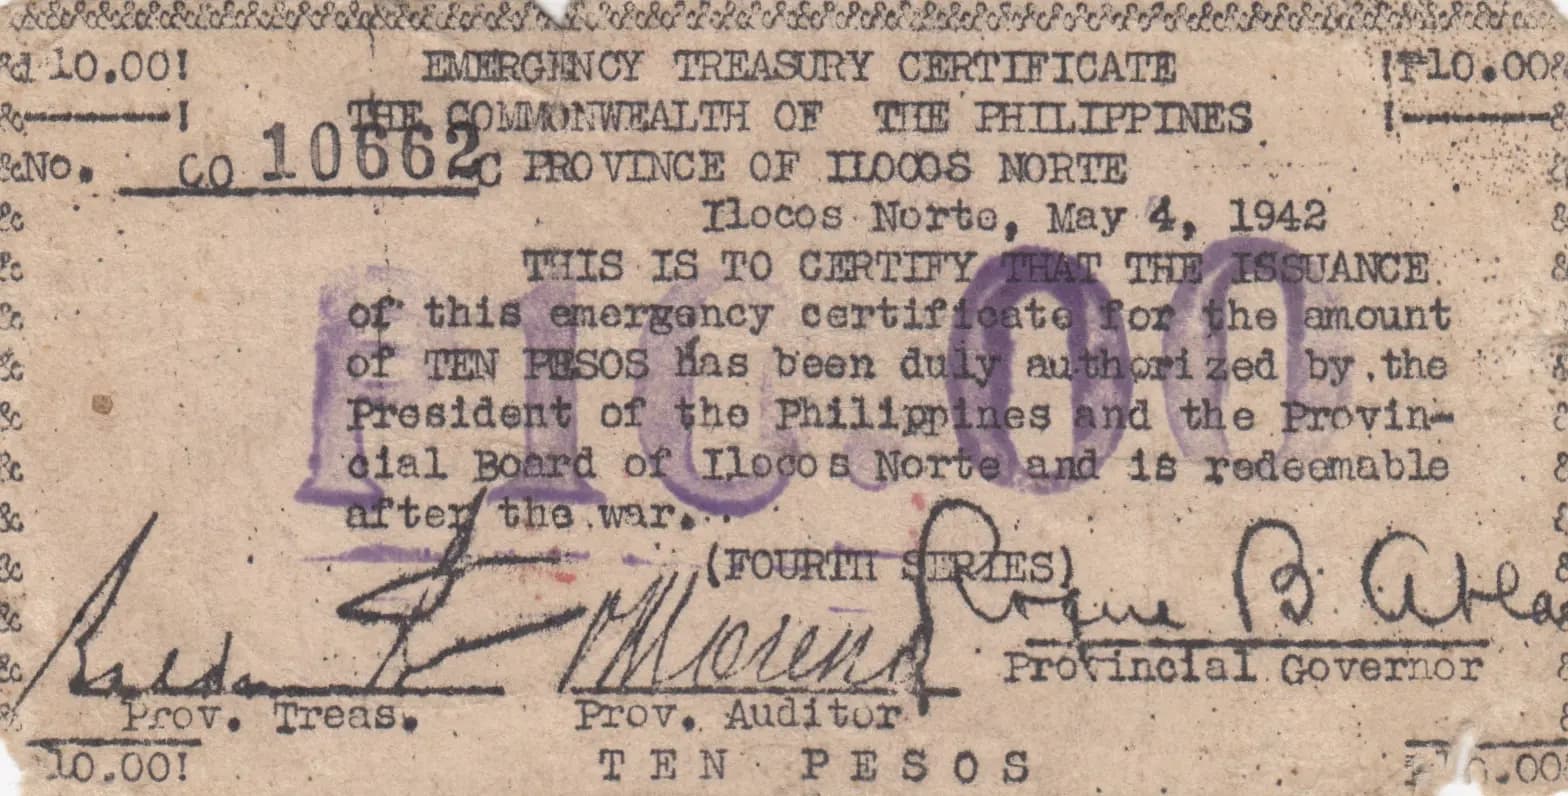 10.00! EMERGENCY TREASURY CERTIFICATE !₱10.00
THE COMMONWEALTH OF THE PHILIPPINES
No. 10662 PROVINCE OF ILOCOS NORTE
Ilocos Norte, May 4, 1942
THIS IS TO CERTIFY THAT THE ISSUANCE
of this emergency certificate for the amount
of TEN PESOS has been duly authorized by the
President of the Philippines and the Provin-
cial Board of Ilocos Norte and is redeemable
after the war.
₱10.00
(FOURTH SERIES)
Moreno
Roque B. Ablan
Provincial Governor
Prov. Treas. Prov. Auditor
10.00! TEN PESOS ₱10.00